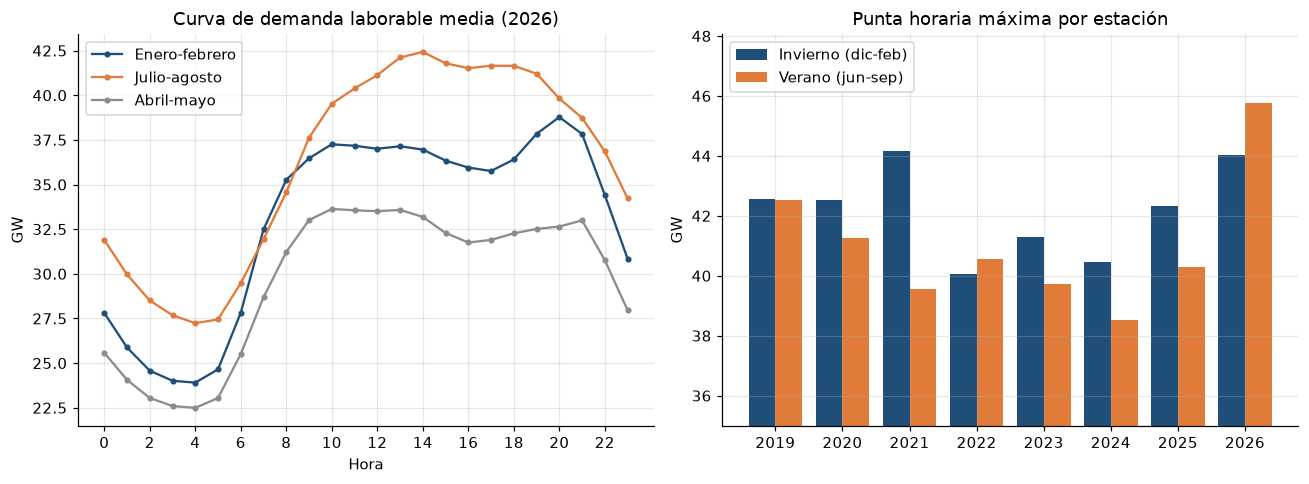 Curva de demanda laborable media (2026)
GW
42.5
40.0
37.5
35.0
32.5
30.0
27.5
25.0
22.5
Enero-febrero
Julio-agosto
Abril-mayo
0 2 4 6 8 10 12 14 16 18 20 22
Hora
Punta horaria máxima por estación
GW
48
46
44
42
40
38
36
Invierno (dic-feb)
Verano (jun-sep)
2019 2020 2021 2022 2023 2024 2025 2026